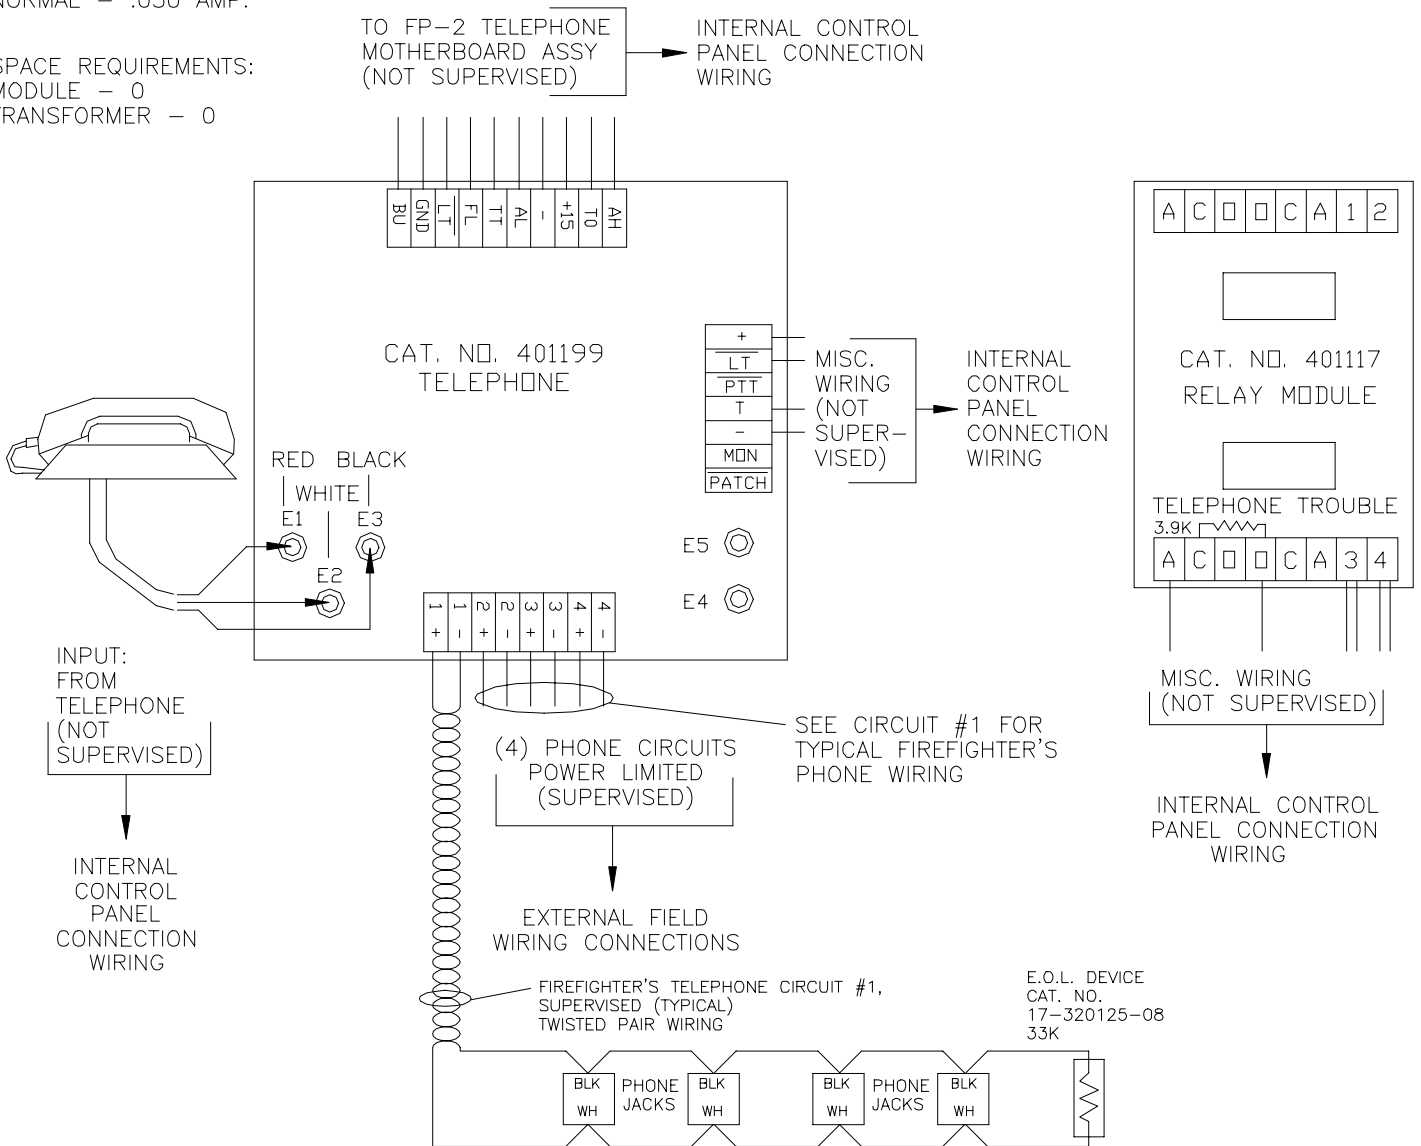 NORMAL – .050 AMP.
SPACE REQUIREMENTS:
MODULE – 0
TRANSFORMER – 0
TO FP–2 TELEPHONE
MOTHERBOARD ASSY
(NOT SUPERVISED)
INTERNAL CONTROL
PANEL CONNECTION
WIRING
BU GND LT FL TT AL - +15 TO AH
CAT. NO. 401199
TELEPHONE
+
LT
PTT
T
-
MON
PATCH
MISC.
WIRING
(NOT
SUPER–
VISED)
INTERNAL
CONTROL
PANEL
CONNECTION
WIRING
A C O O C A 1 2
CAT. NO. 401117
RELAY MODULE
TELEPHONE TROUBLE
3.9K
A C O O C A 3 4
MISC. WIRING
(NOT SUPERVISED)
INTERNAL CONTROL
PANEL CONNECTION
WIRING
RED BLACK
WHITE
E1 E3
E2
E5
E4
1 1 2 2 3 3 4 4
+ - + - + - + -
INPUT:
FROM
TELEPHONE
(NOT
SUPERVISED)
INTERNAL
CONTROL
PANEL
CONNECTION
WIRING
SEE CIRCUIT #1 FOR
TYPICAL FIREFIGHTER'S
PHONE WIRING
(4) PHONE CIRCUITS
POWER LIMITED
(SUPERVISED)
EXTERNAL FIELD
WIRING CONNECTIONS
FIREFIGHTER'S TELEPHONE CIRCUIT #1,
SUPERVISED (TYPICAL)
TWISTED PAIR WIRING
E.O.L. DEVICE
CAT. NO.
17–320125–08
33K
BLK
WH
PHONE
JACKS
BLK
WH
BLK
WH
PHONE
JACKS
BLK
WH